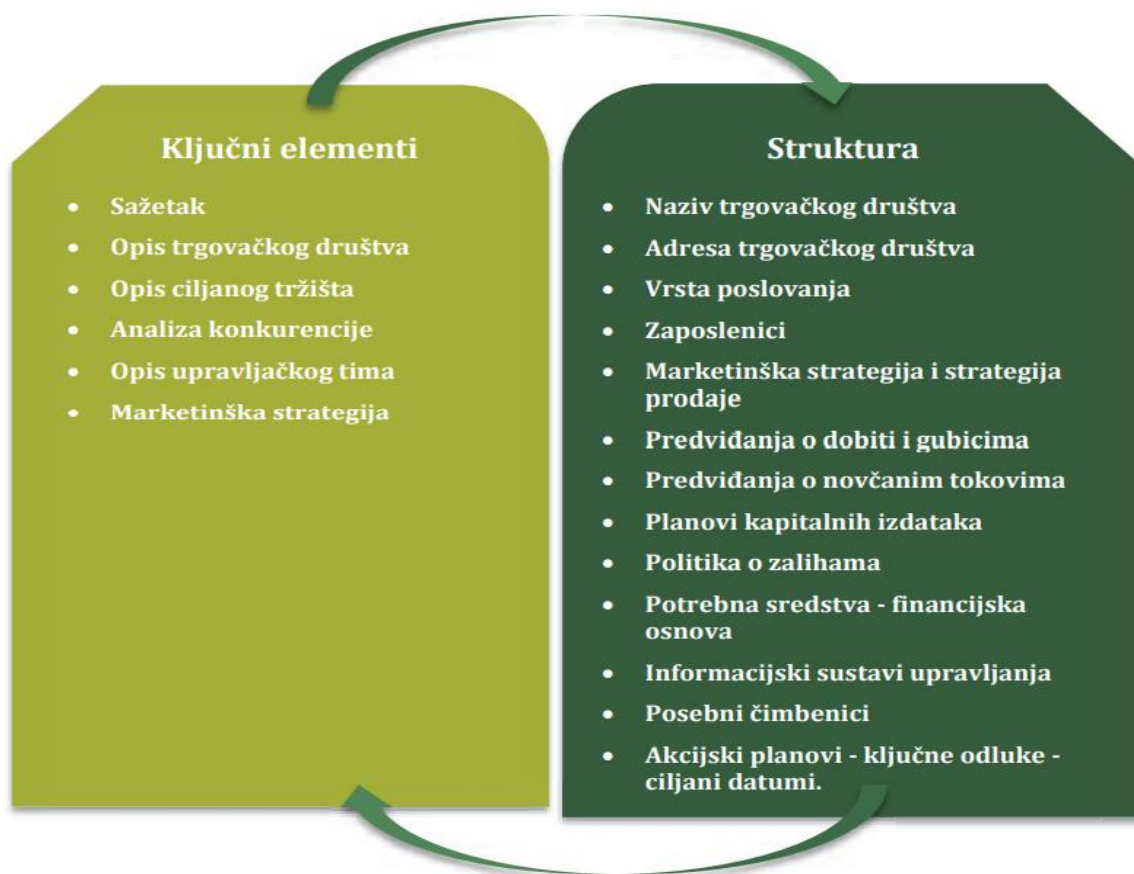 Ključni elementi
• Sažetak
• Opis trgovačkog društva
• Opis ciljanog tržišta
• Analiza konkurencije
• Opis upravljačkog tima
• Marketinška strategija
Struktura
• Naziv trgovačkog društva
• Adresa trgovačkog društva
• Vrsta poslovanja
• Zaposlenici
• Marketinška strategija i strategija
prodaje
• Predviđanja o dobiti i gubicima
• Predviđanja o novčanim tokovima
• Planovi kapitalnih izdataka
• Politika o zalihama
• Potrebna sredstva - financijska
osnova
• Informacijski sustavi upravljanja
• Posebni čimbenici
• Akcijski planovi - ključne odluke -
ciljani datumi.